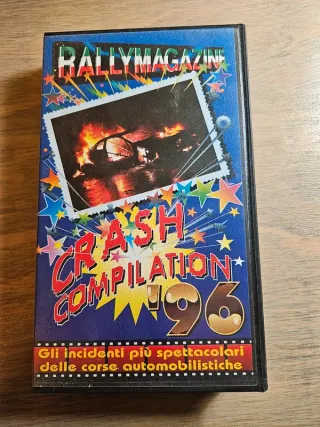 RALLYMAGAZINE
CRASH
COMPILATION
'96
Gli incidenti più spettacolari
delle corse automobilistiche